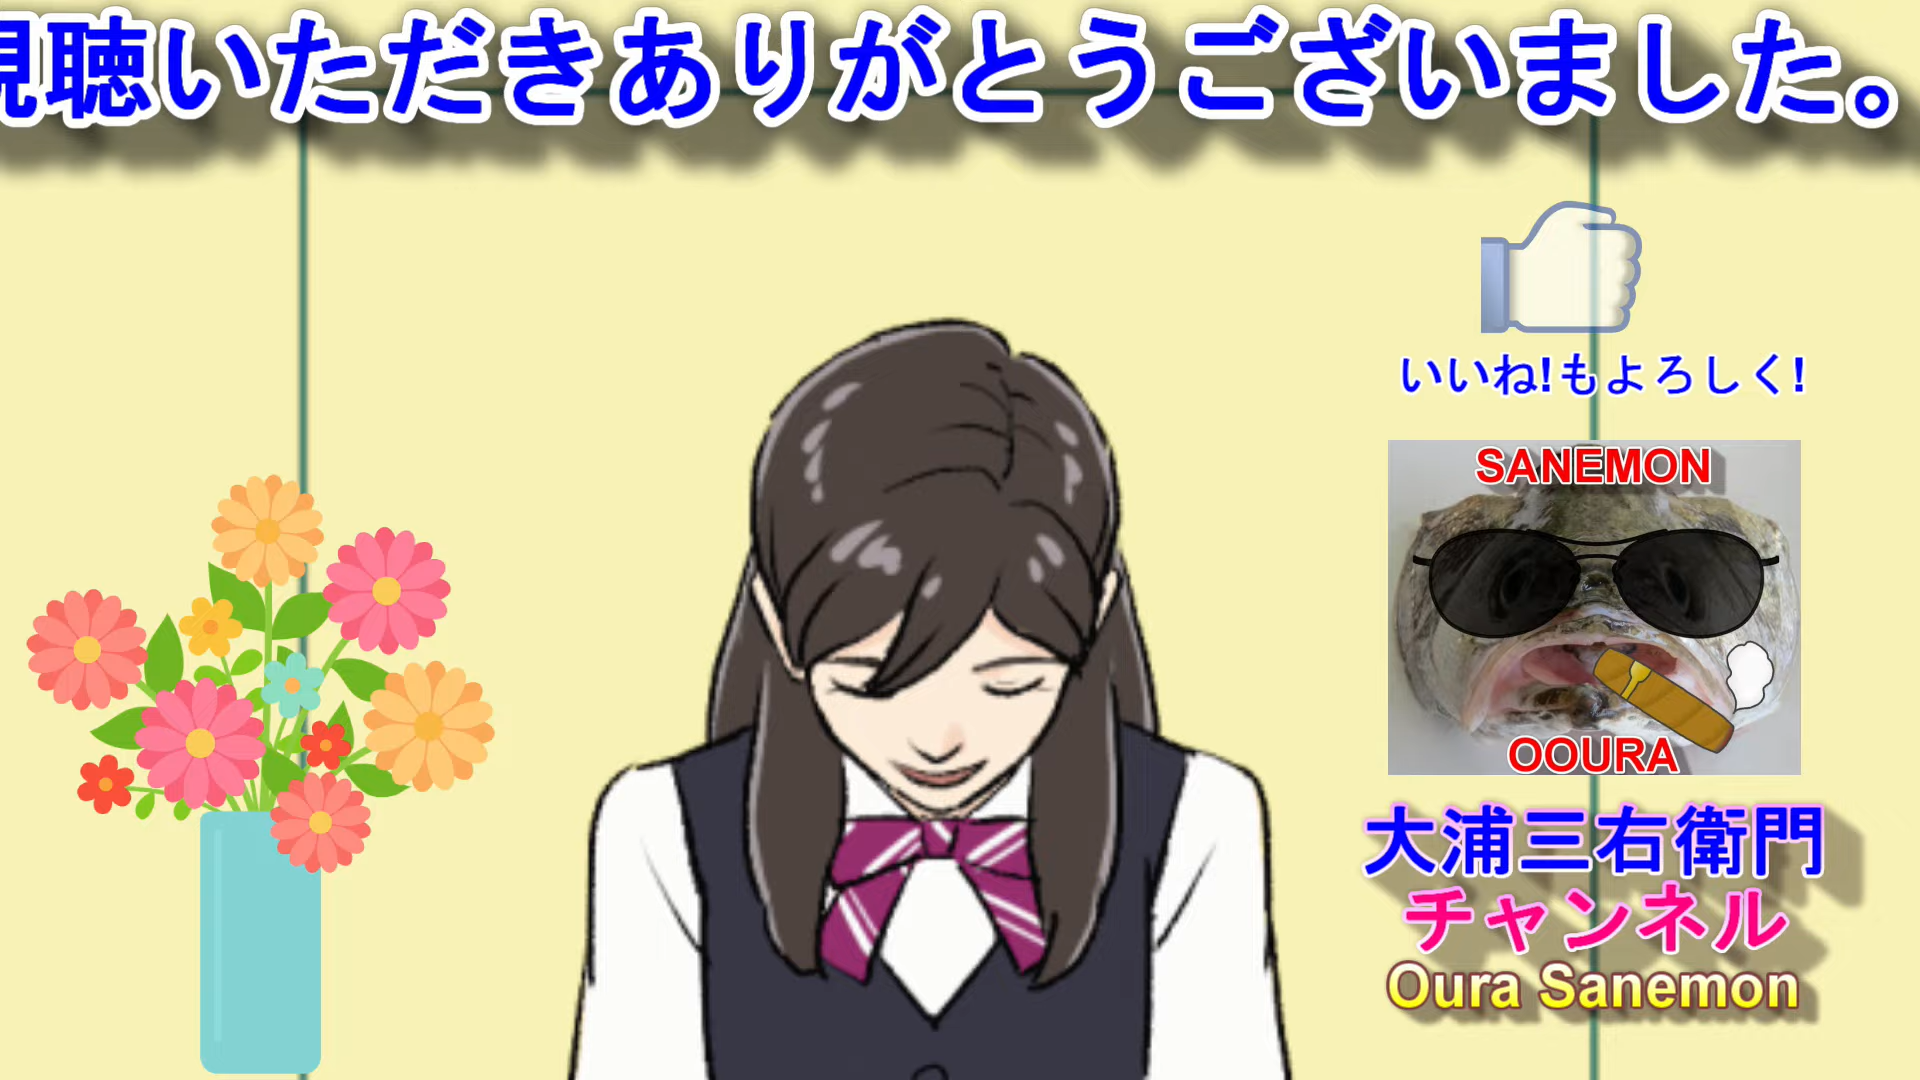 視聴いただきありがとうございました。
いいね!もよろしく!
SANEMON
OOURA
大浦三右衛門
チャンネル
Oura Sanemon